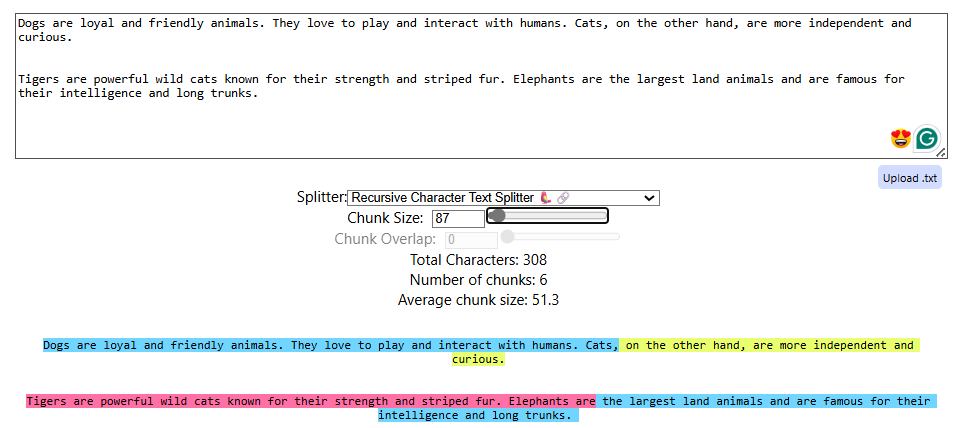 Dogs are loyal and friendly animals. They love to play and interact with humans. Cats, on the other hand, are more independent and
curious.
Tigers are powerful wild cats known for their strength and striped fur. Elephants are the largest land animals and are famous for
their intelligence and long trunks.
Upload .txt
Splitter: Recursive Character Text Splitter 🦜 🔗
Chunk Size: 87
Chunk Overlap: 0
Total Characters: 308
Number of chunks: 6
Average chunk size: 51.3
Dogs are loyal and friendly animals. They love to play and interact with humans. Cats, on the other hand, are more independent and
curious.
Tigers are powerful wild cats known for their strength and striped fur. Elephants are the largest land animals and are famous for their
intelligence and long trunks.